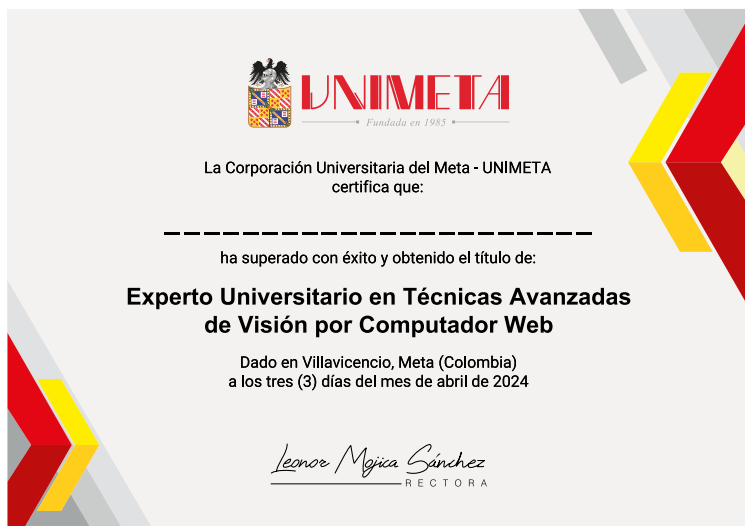 UNIMETA
Fundada en 1985
La Corporación Universitaria del Meta - UNIMETA
certifica que:
ha superado con éxito y obtenido el título de:
Experto Universitario en Técnicas Avanzadas
de Visión por Computador Web
Dado en Villavicencio, Meta (Colombia)
a los tres (3) días del mes de abril de 2024
Leonor Mojica Sánchez
RECTORA